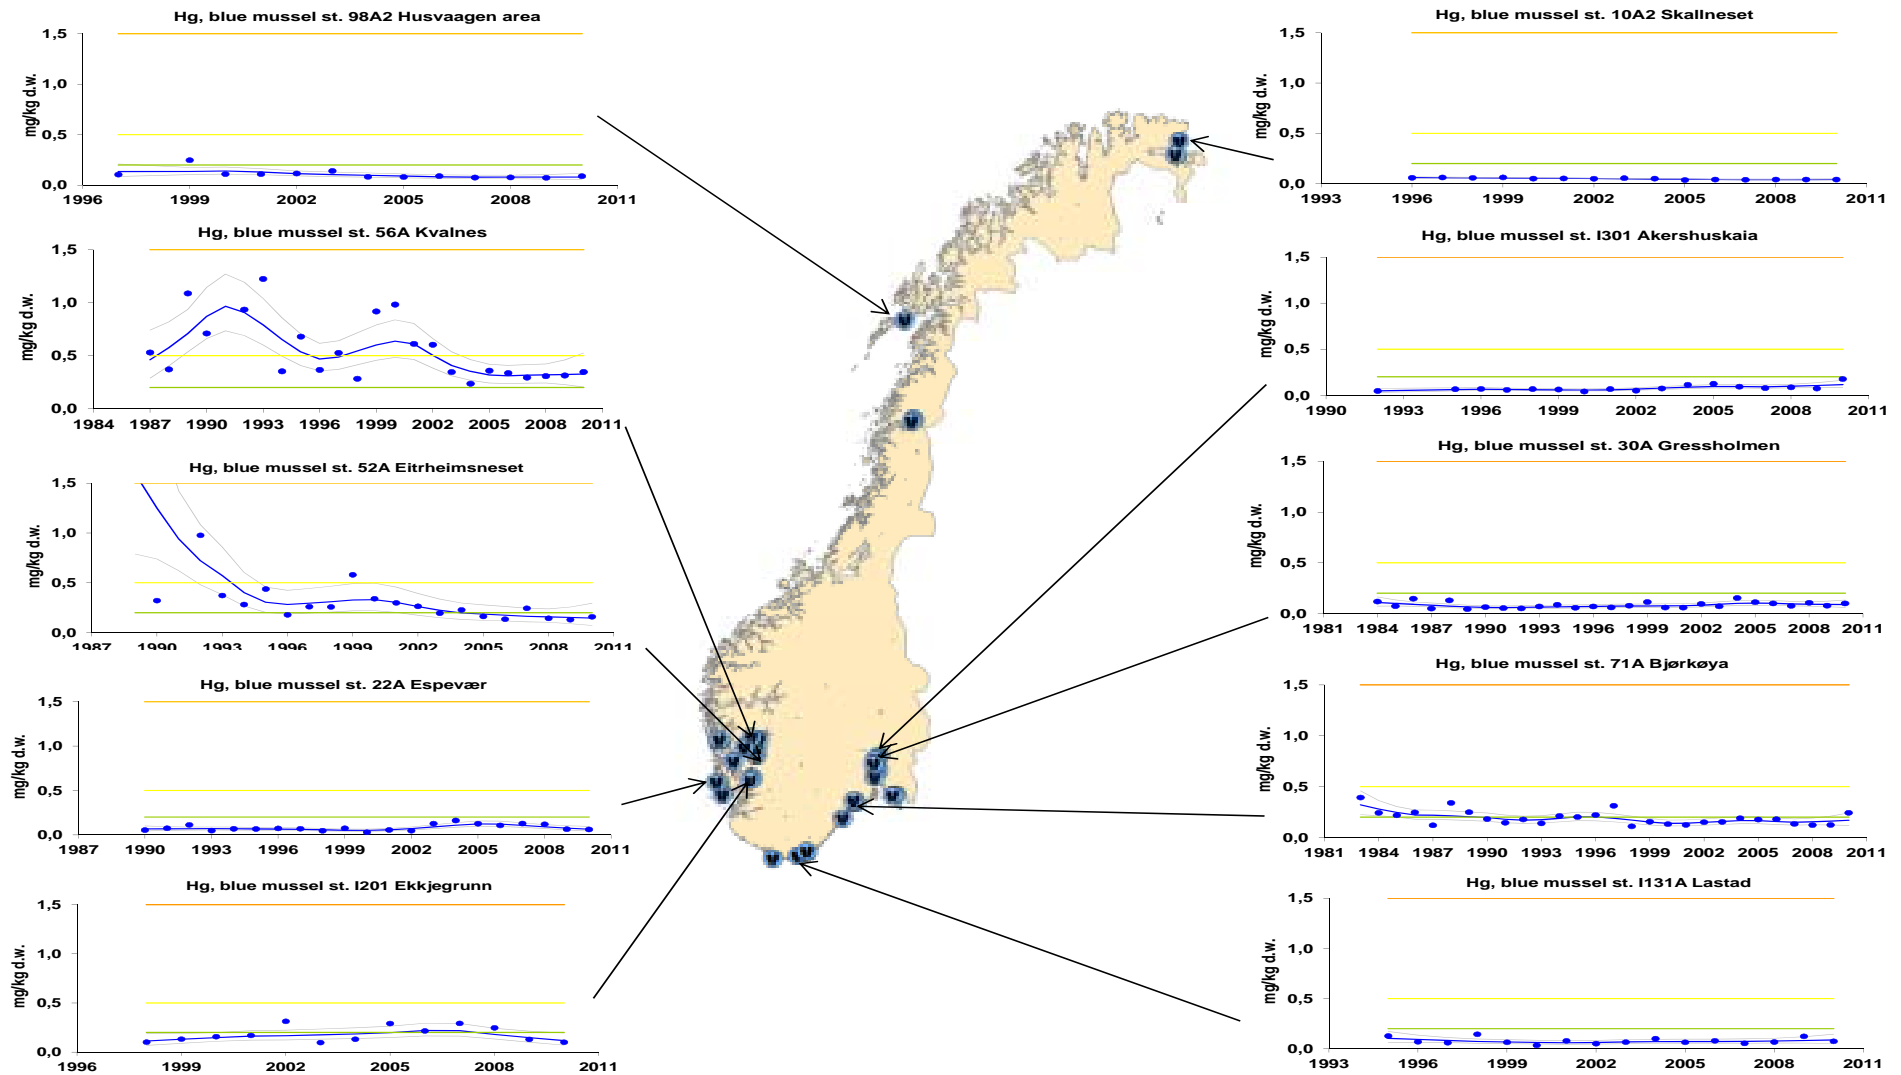 Hg, blue mussel st. 98A2 Husvaagen area
mg/kg d.w.
1,5
1,0
0,5
0,0
1996 1999 2002 2005 2008 2011
Hg, blue mussel st. 56A Kvalnes
mg/kg d.w.
1,5
1,0
0,5
0,0
1984 1987 1990 1993 1996 1999 2002 2005 2008 2011
Hg, blue mussel st. 52A Eitrheimsneset
mg/kg d.w.
1,5
1,0
0,5
0,0
1987 1990 1993 1996 1999 2002 2005 2008 2011
Hg, blue mussel st. 22A Espevær
mg/kg d.w.
1,5
1,0
0,5
0,0
1987 1990 1993 1996 1999 2002 2005 2008 2011
Hg, blue mussel st. I201 Ekkjegrunn
mg/kg d.w.
1,5
1,0
0,5
0,0
1996 1999 2002 2005 2008 2011
Hg, blue mussel st. 10A2 Skallneset
mg/kg d.w.
1,5
1,0
0,5
0,0
1993 1996 1999 2002 2005 2008 2011
Hg, blue mussel st. I301 Akershuskaia
mg/kg d.w.
1,5
1,0
0,5
0,0
1990 1993 1996 1999 2002 2005 2008 2011
Hg, blue mussel st. 30A Gressholmen
mg/kg d.w.
1,5
1,0
0,5
0,0
1981 1984 1987 1990 1993 1996 1999 2002 2005 2008 2011
Hg, blue mussel st. 71A Bjørkøya
mg/kg d.w.
1,5
1,0
0,5
0,0
1981 1984 1987 1990 1993 1996 1999 2002 2005 2008 2011
Hg, blue mussel st. I131A Lastad
mg/kg d.w.
1,5
1,0
0,5
0,0
1993 1996 1999 2002 2005 2008 2011